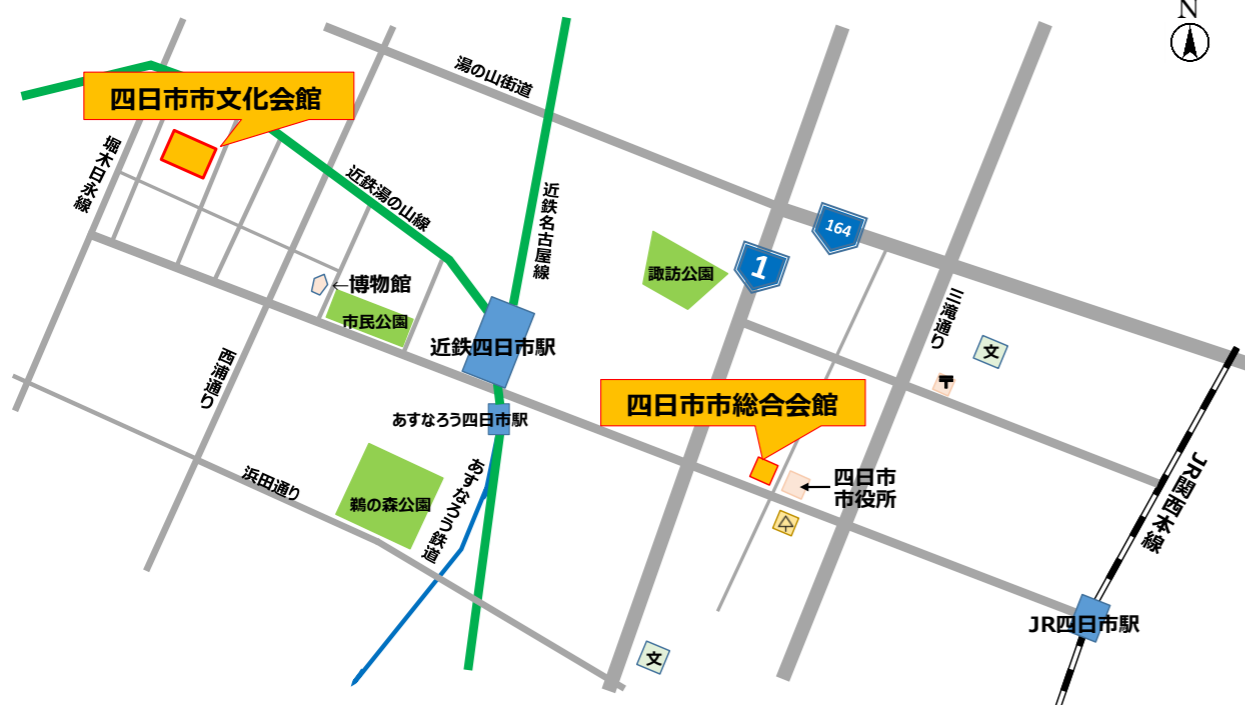 N
湯の山街道
四日市市文化会館
堀木日永線
近鉄湯の山線
近鉄名古屋線
164
1
諏訪公園
←博物館
市民公園
三滝通り
文
近鉄四日市駅
西浦通り
〒
四日市市総合会館
あすなろう四日市駅
浜田通り
鵜の森公園
あすなろう鉄道
四日市
市役所
JR関西本線
JR四日市駅
文